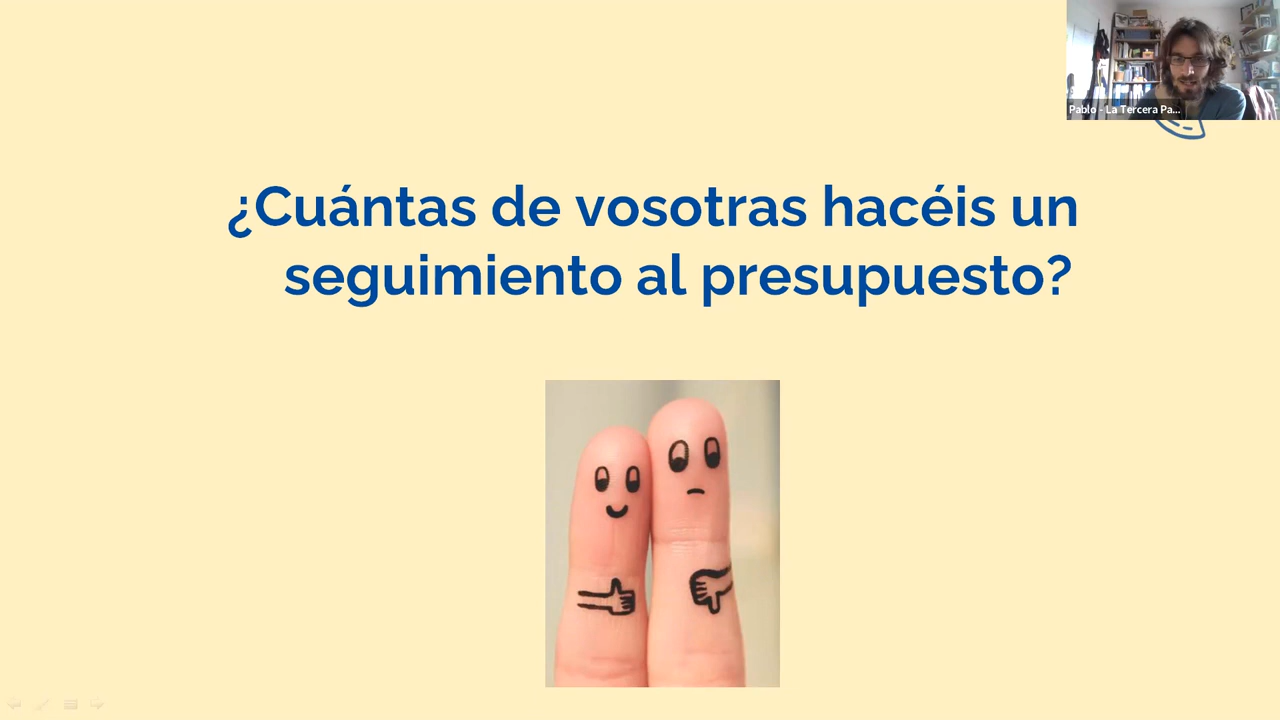 Pablo - La Tercera Pa...
¿Cuántas de vosotras hacéis un
seguimiento al presupuesto?